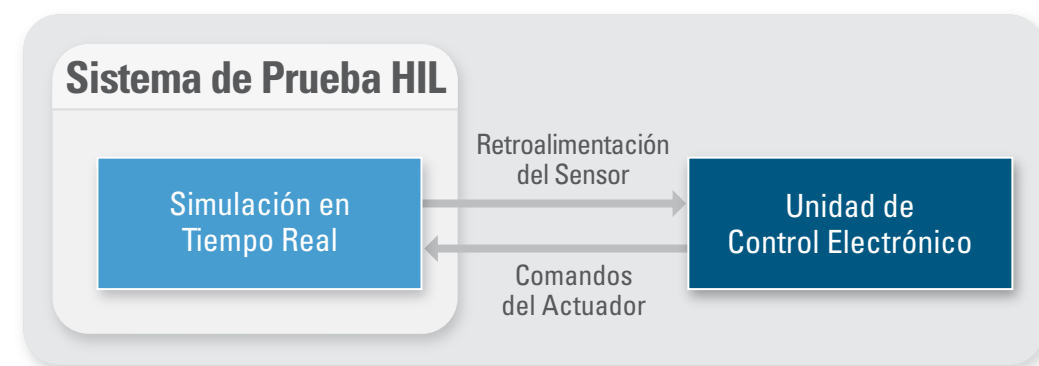 Sistema de Prueba HIL
Simulación en
Tiempo Real
Retroalimentación
del Sensor
Comandos
del Actuador
Unidad de
Control Electrónico